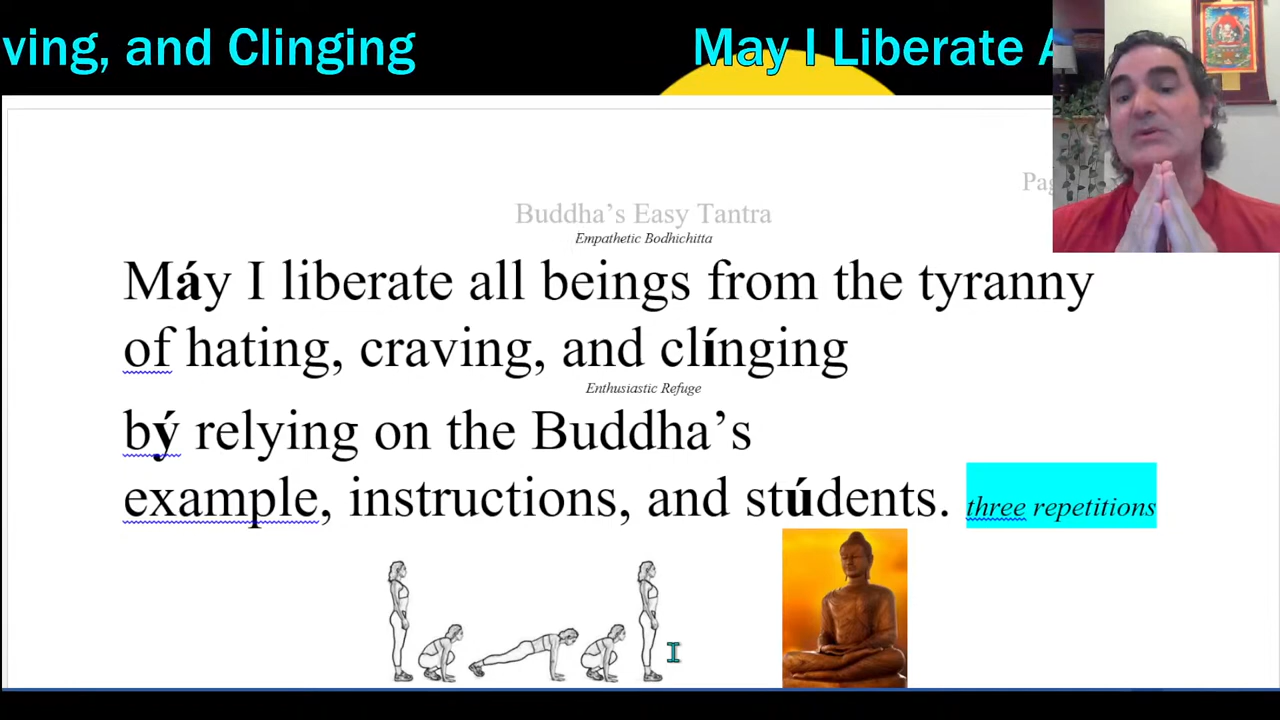 ving, and Clinging May I Liberate A
Buddha’s Easy Tantra
Empathetic Bodhichitta
Máy I liberate all beings from the tyranny
of hating, craving, and clínging
Enthusiastic Refuge
bý relying on the Buddha’s
example, instructions, and stúdents. three repetitions